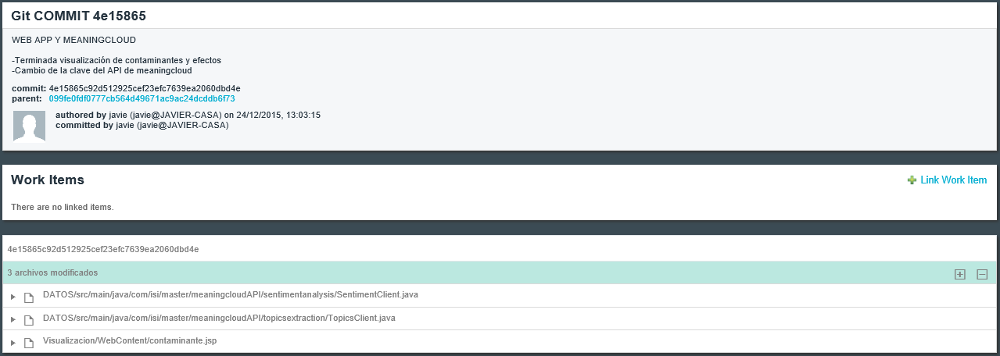 Git COMMIT 4e15865
WEB APP Y MEANINGCLOUD
-Terminada visualización de contaminantes y efectos
-Cambio de la clave del API de meaningcloud
commit: 4e15865c92d512925cef23efc7639ea2060dbd4e
parent: 099fe0fdf0777cb564d49671ac9ac24dcddb6f73
authored by javie (javie@JAVIER-CASA) on 24/12/2015, 13:03:15
committed by javie (javie@JAVIER-CASA)
Work Items
Link Work Item
There are no linked items.
4e15865c92d512925cef23efc7639ea2060dbd4e
3 archivos modificados
DATOS/src/main/java/com/isi/master/meaningcloudAPI/sentimentanalysis/SentimentClient.java
DATOS/src/main/java/com/isi/master/meaningcloudAPI/topicsextraction/TopicsClient.java
Visualizacion/WebContent/contaminante.jsp